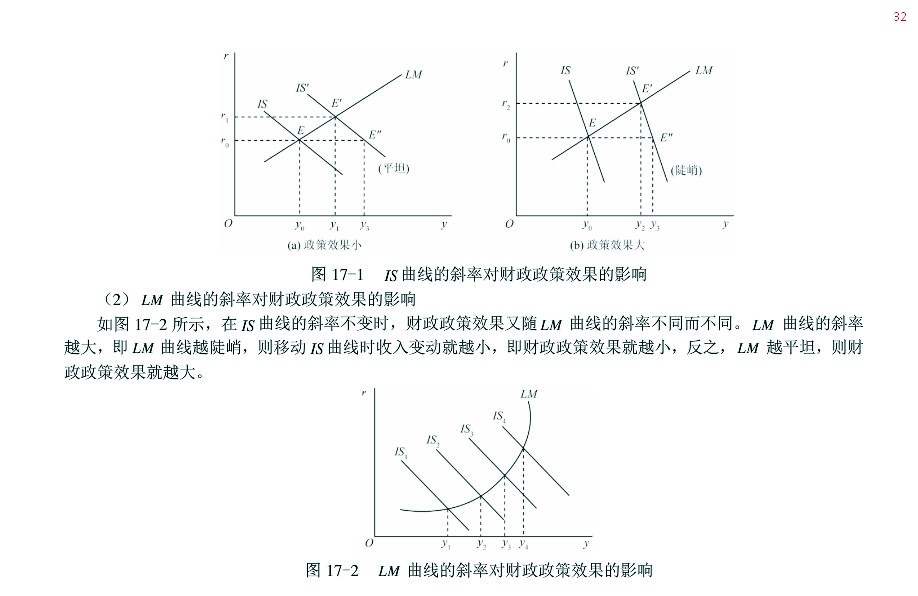 32
r
LM
IS'
IS
E'
r₁
E
E"
r₀
(平坦)
O
y₀
y₁
y₃
y
(a) 政策效果小
r
IS
IS'
LM
E'
r₂
E
r₀
E"
(陡峭)
O
y₀
y₂
y₃
y
(b) 政策效果大
图 17-1 IS 曲线的斜率对财政政策效果的影响
（2） LM 曲线的斜率对财政政策效果的影响
如图 17-2 所示，在 IS 曲线的斜率不变时，财政政策效果又随 LM 曲线的斜率不同而不同。LM 曲线的斜率
越大，即 LM 曲线越陡峭，则移动 IS 曲线时收入变动就越小，即财政政策效果就越小，反之，LM 越平坦，则财
政政策效果就越大。
r
LM
IS₄
IS₃
IS₂
IS₁
O
y₁
y₂
y₃
y₄
y
图 17-2 LM 曲线的斜率对财政政策效果的影响